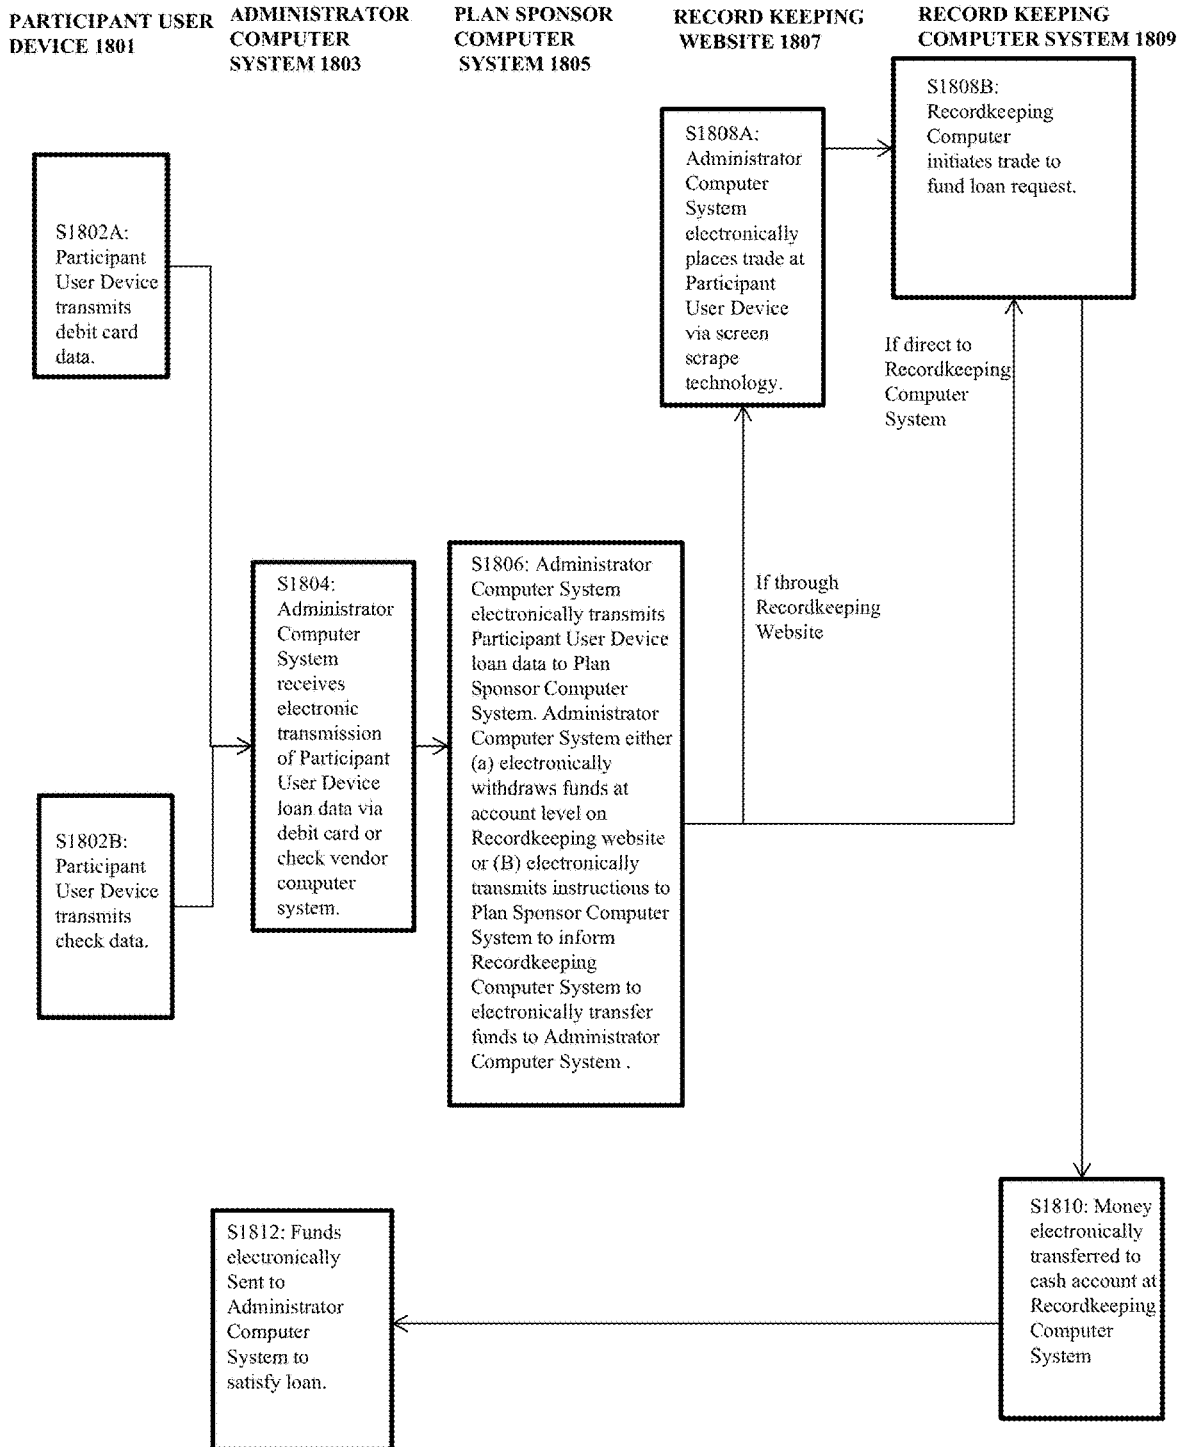 PARTICIPANT USER
DEVICE 1801
ADMINISTRATOR
COMPUTER
SYSTEM 1803
PLAN SPONSOR
COMPUTER
SYSTEM 1805
RECORD KEEPING
WEBSITE 1807
RECORD KEEPING
COMPUTER SYSTEM 1809
S1802A:
Participant
User Device
transmits
debit card
data.
S1802B:
Participant
User Device
transmits
check data.
S1804:
Administrator
Computer
System
receives
electronic
transmission
of Participant
User Device
loan data via
debit card or
check vendor
computer
system.
S1806: Administrator
Computer System
electronically transmits
Participant User Device
loan data to Plan
Sponsor Computer
System. Administrator
Computer System either
(a) electronically
withdraws funds at
account level on
Recordkeeping website
or (B) electronically
transmits instructions to
Plan Sponsor Computer
System to inform
Recordkeeping
Computer System to
electronically transfer
funds to Administrator
Computer System .
If through
Recordkeeping
Website
S1808A:
Administrator
Computer
System
electronically
places trade at
Participant
User Device
via screen
scrape
technology.
If direct to
Recordkeeping
Computer
System
S1808B:
Recordkeeping
Computer
initiates trade to
fund loan request.
S1810: Money
electronically
transferred to
cash account at
Recordkeeping
Computer
System
S1812: Funds
electronically
Sent to
Administrator
Computer
System to
satisfy loan.